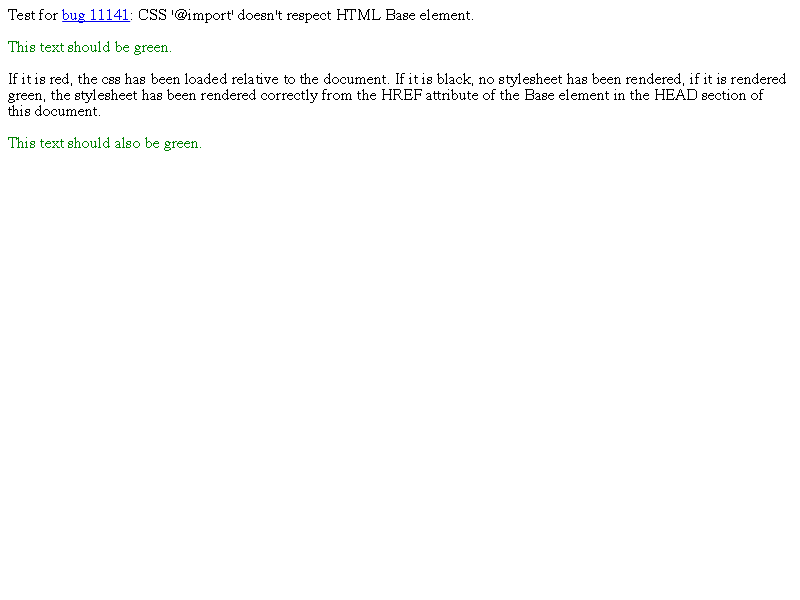 Test for bug 11141: CSS '@import' doesn't respect HTML Base element.
This text should be green.
If it is red, the css has been loaded relative to the document. If it is black, no stylesheet has been rendered, if it is rendered
green, the stylesheet has been rendered correctly from the HREF attribute of the Base element in the HEAD section of
this document.
This text should also be green.